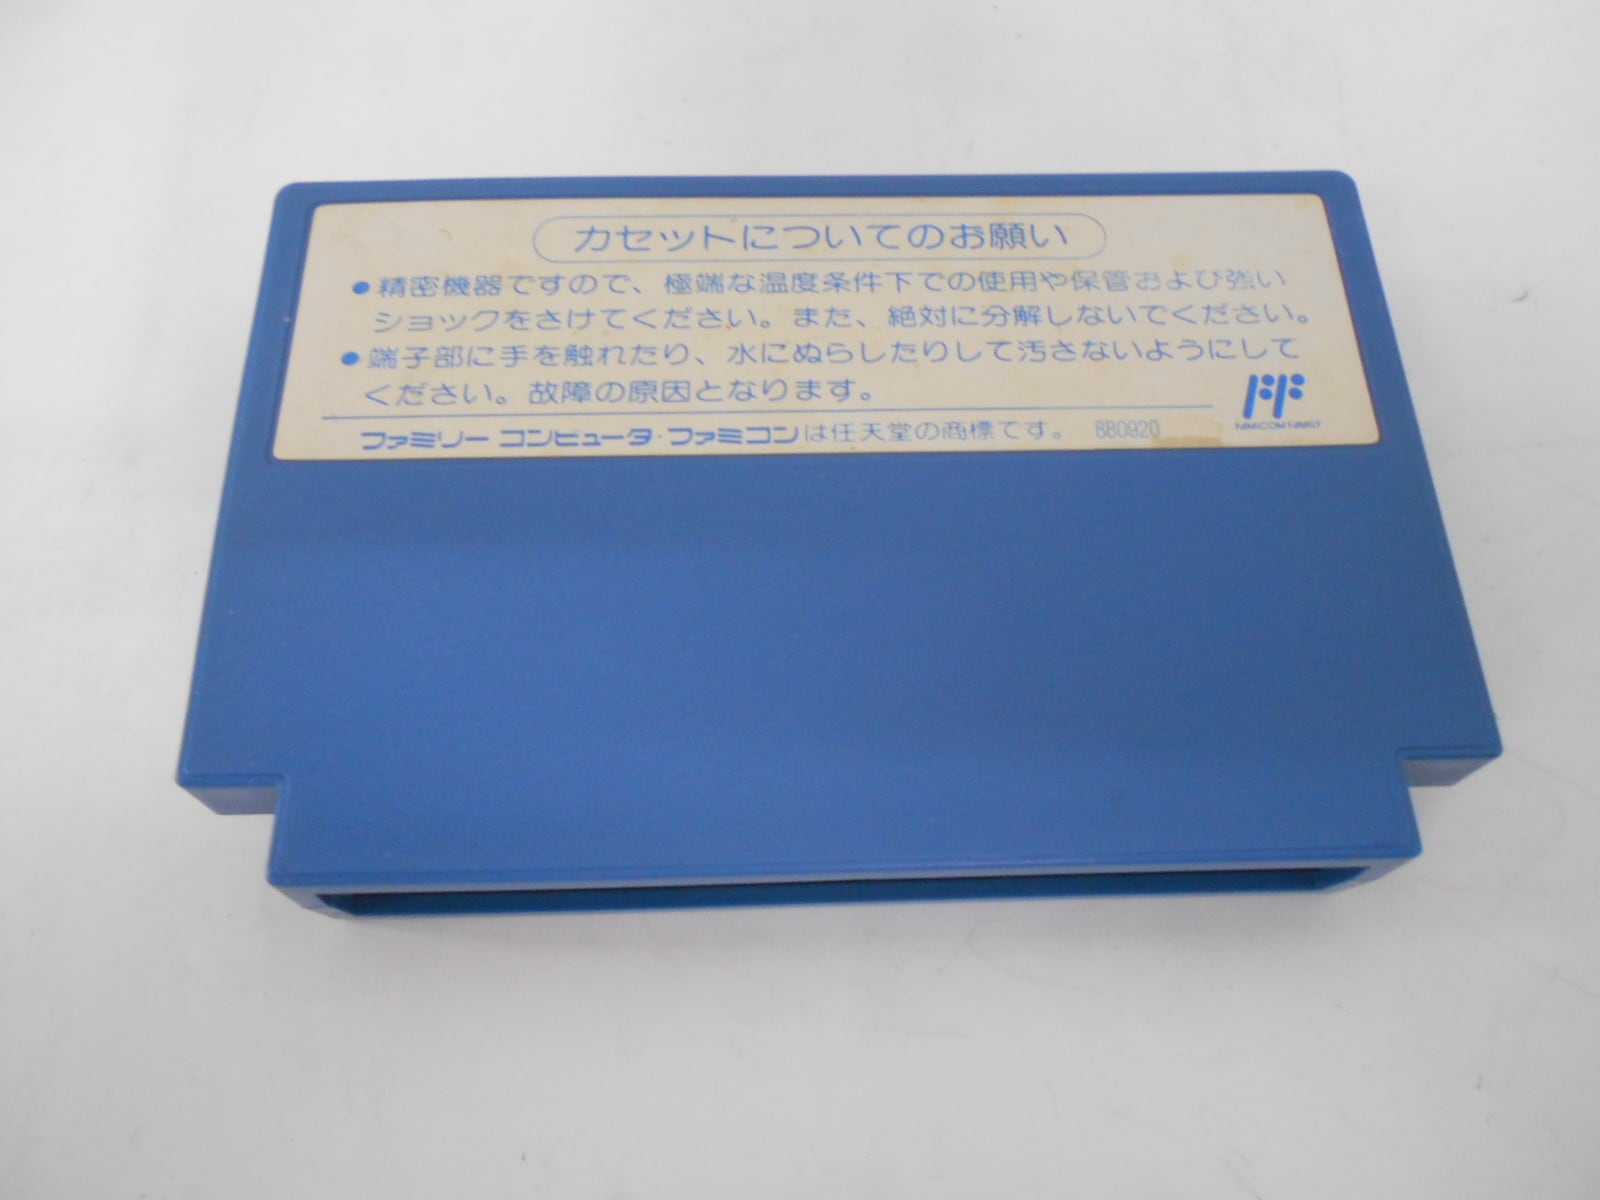 カセットについてのお願い
●精密機器ですので、極端な温度条件下での使用や保管および強い
ショックをさけてください。また、絶対に分解しないでください。
●端子部に手を触れたり、水にぬらしたりして汚さないようにして
ください。故障の原因となります。
ファミリー コンピュータ・ファミコンは任天堂の商標です。 880920
FAMICOM FAMILY